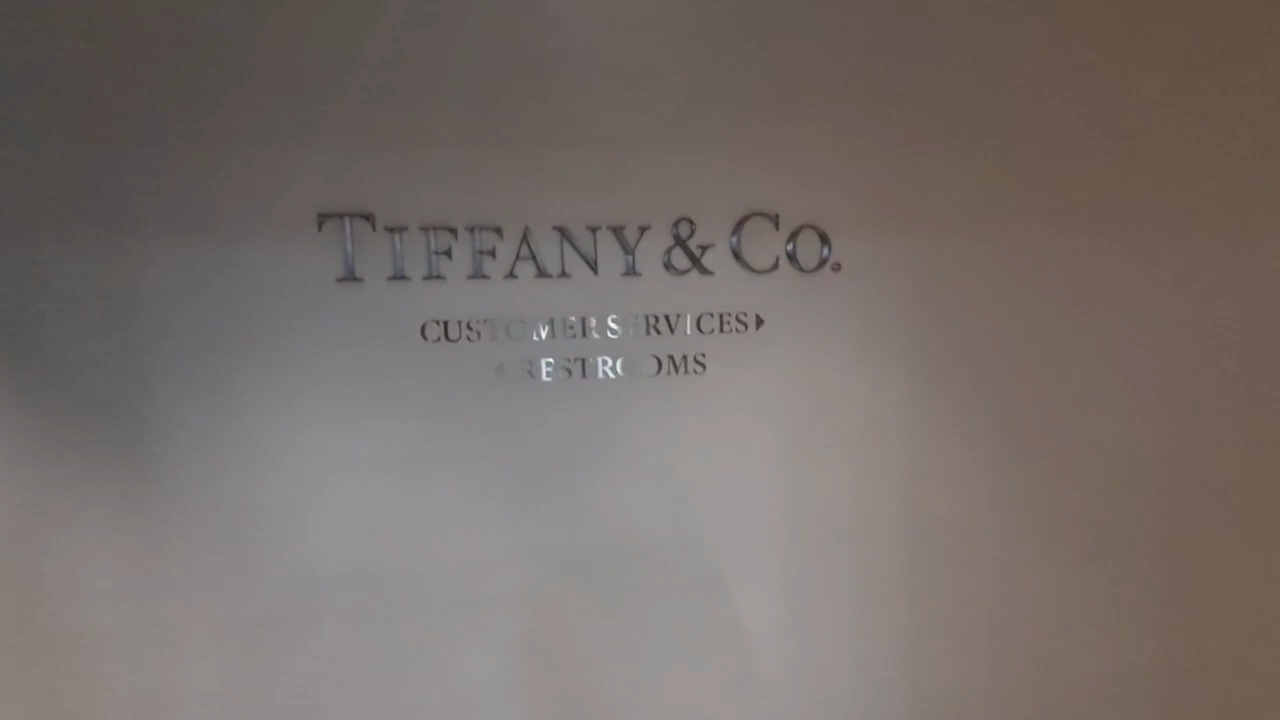 TIFFANY & CO.
CUSTOMER SERVICES▶
◀RESTROOMS